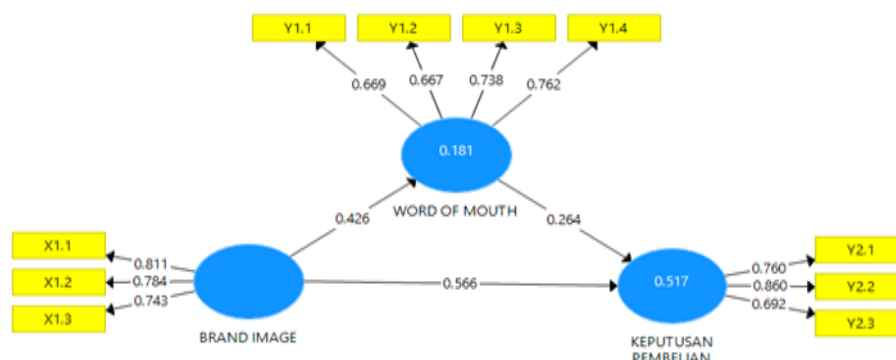 Y1.1
Y1.2
Y1.3
Y1.4
0.669
0.667
0.738
0.762
0.181
WORD OF MOUTH
0.426
0.264
X1.1
X1.2
X1.3
0.811
0.784
0.743
BRAND IMAGE
0.566
0.517
KEPUTUSAN
PEMBELIAN
0.760
0.860
0.692
Y2.1
Y2.2
Y2.3